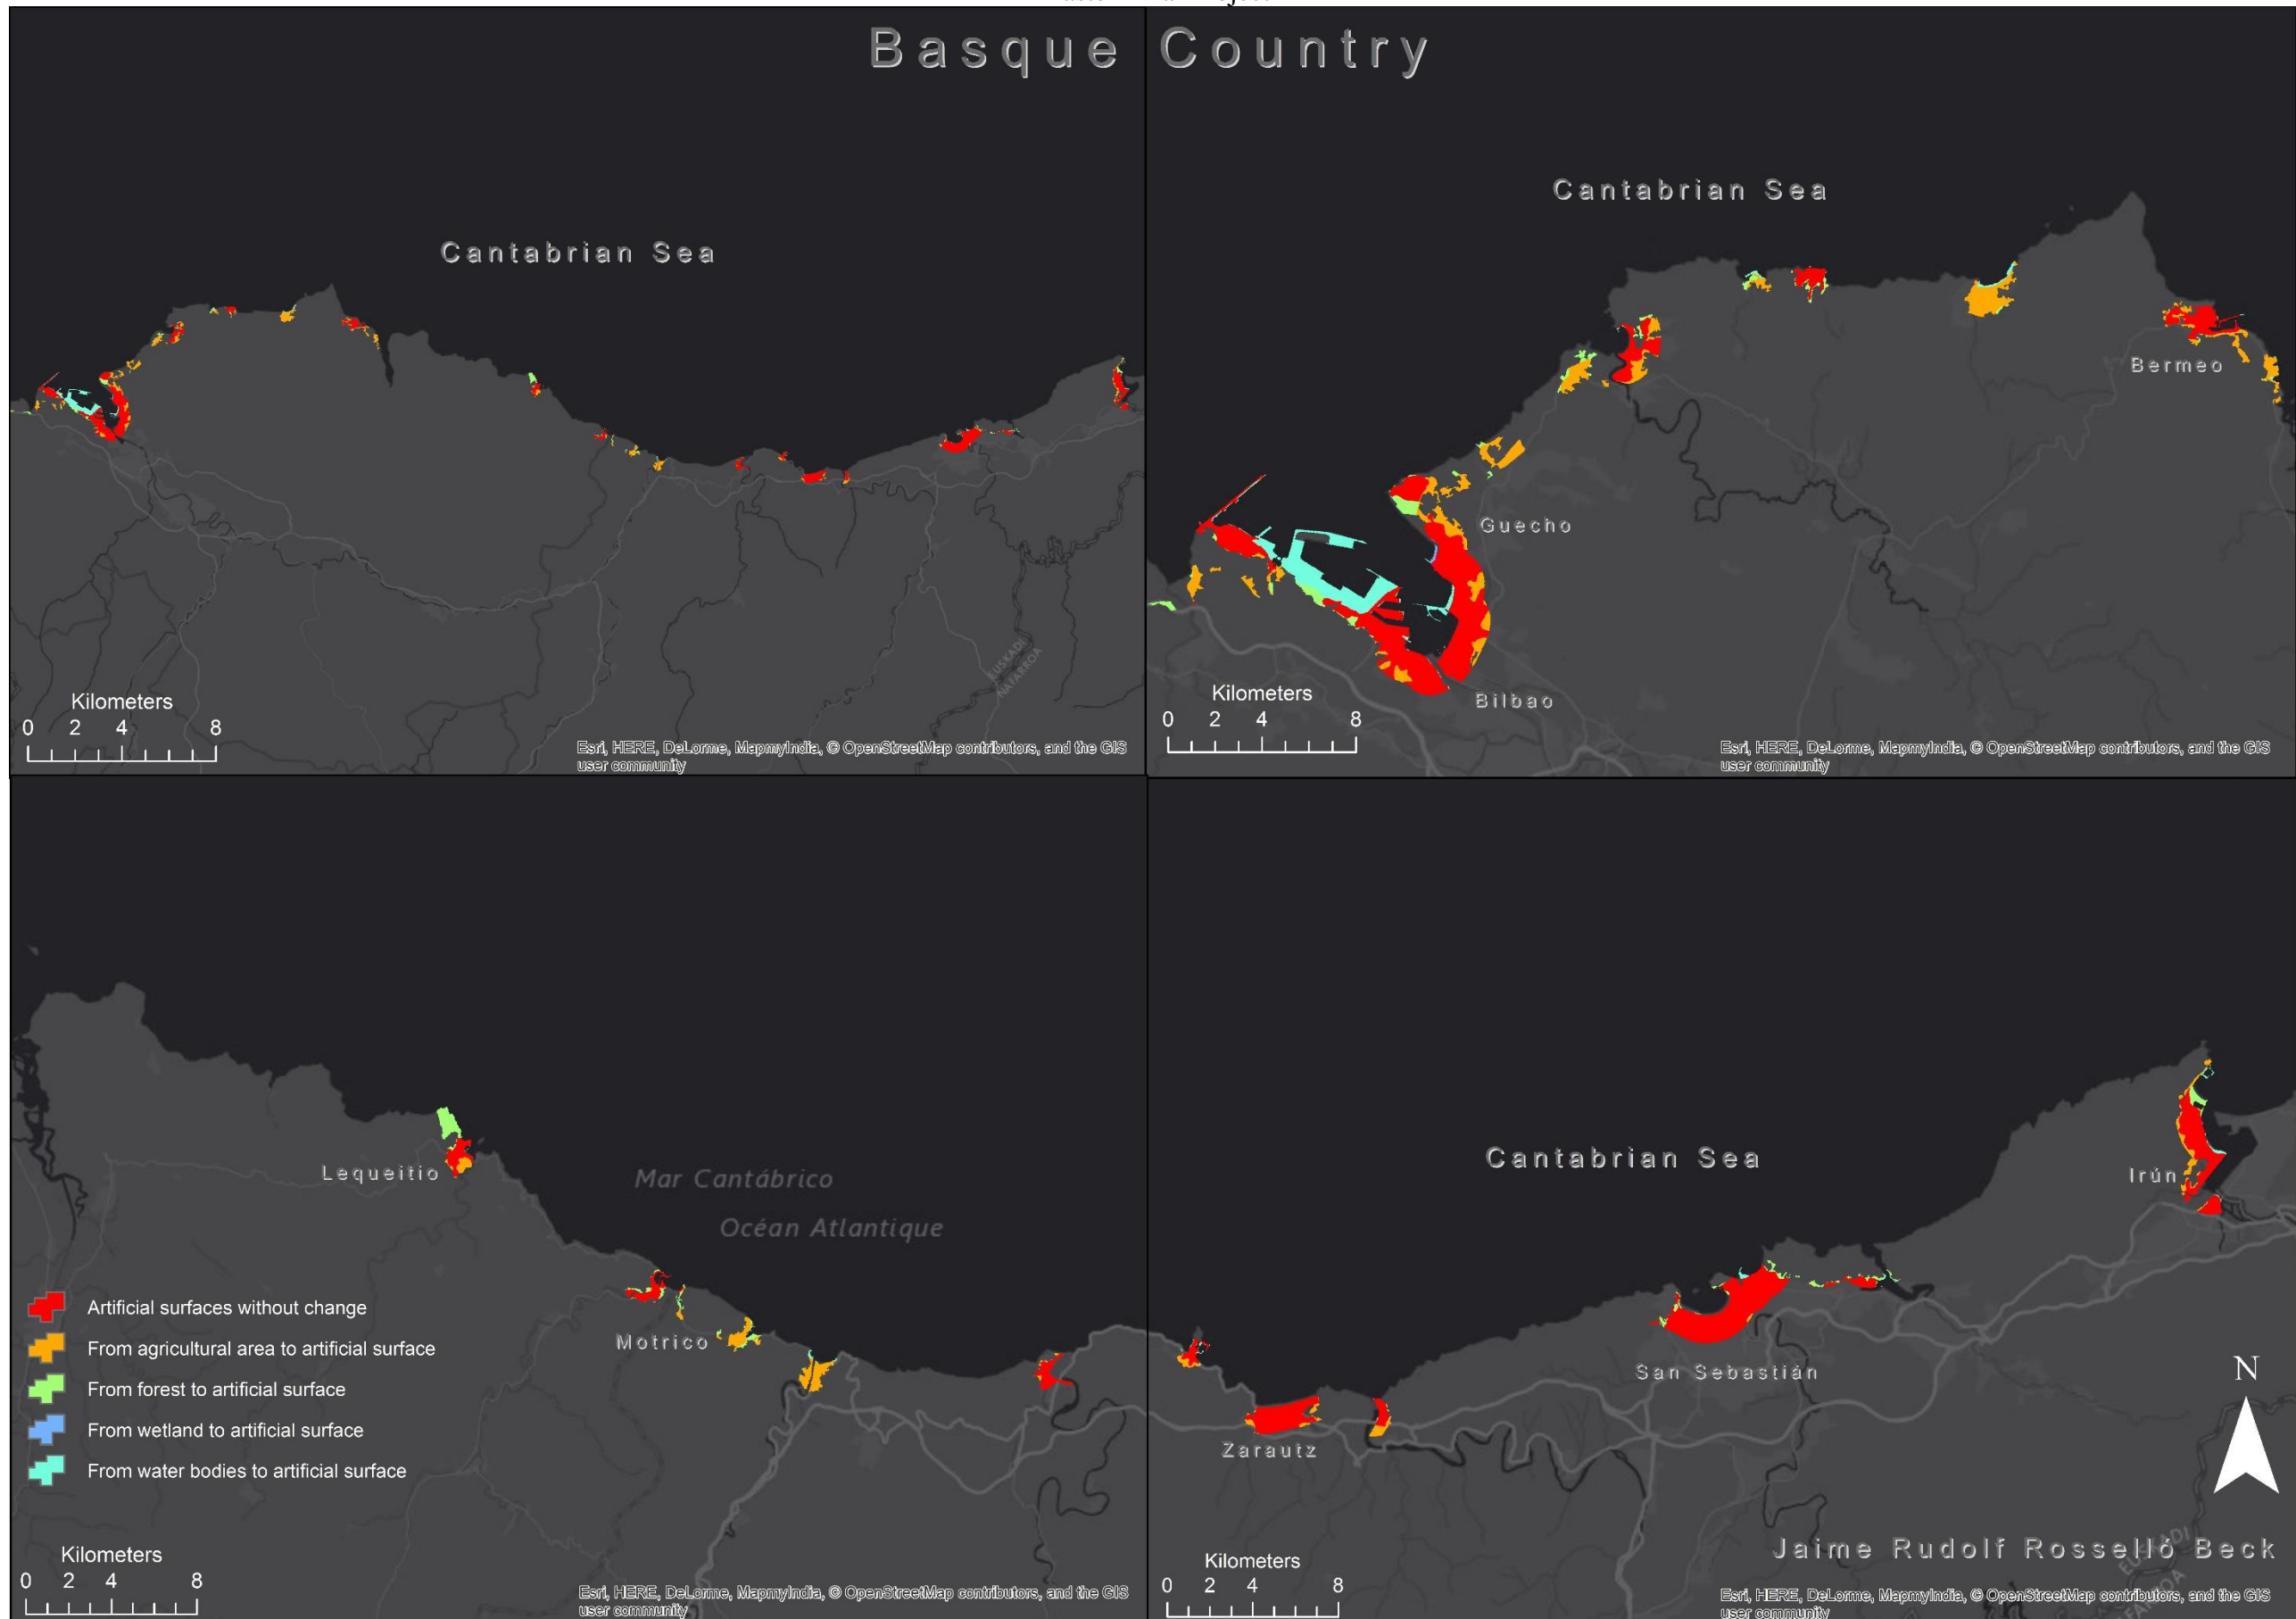 Basque Country
Cantabrian Sea
EUSKADI
NAFARROA
Kilometers
0 2 4 8
Esri, HERE, DeLorme, MapmyIndia, © OpenStreetMap contributors, and the GIS
user community
Cantabrian Sea
Bermeo
Guecho
Bilbao
Kilometers
0 2 4 8
Esri, HERE, DeLorme, MapmyIndia, © OpenStreetMap contributors, and the GIS
user community
Lequeitio
Mar Cantábrico
Océan Atlantique
Motrico
Artificial surfaces without change
From agricultural area to artificial surface
From forest to artificial surface
From wetland to artificial surface
From water bodies to artificial surface
Kilometers
0 2 4 8
Esri, HERE, DeLorme, MapmyIndia, © OpenStreetMap contributors, and the GIS
user community
Cantabrian Sea
Irún
San Sebastián
Zarautz
N
Jaime Rudolf Rosselló Beck
EUSKADI
Kilometers
0 2 4 8
Esri, HERE, DeLorme, MapmyIndia, © OpenStreetMap contributors, and the GIS
user community